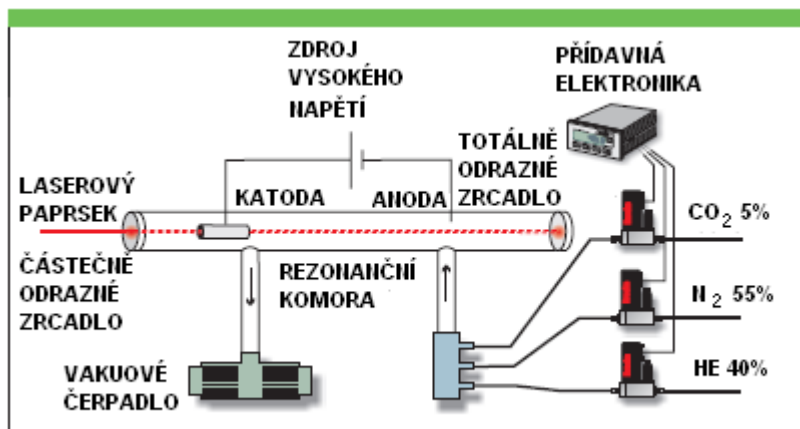 ZDROJ
VYSOKÉHO
NAPĚTÍ
PŘÍDAVNÁ
ELEKTRONIKA
TOTÁLNĚ
ODRAZNÉ
ZRCADLO
LASEROVÝ
PAPRSEK
KATODA
ANODA
CO₂ 5%
ČÁSTEČNĚ
ODRAZNÉ
ZRCADLO
REZONANČNÍ
KOMORA
N₂ 55%
VAKUOVÉ
ČERPADLO
HE 40%